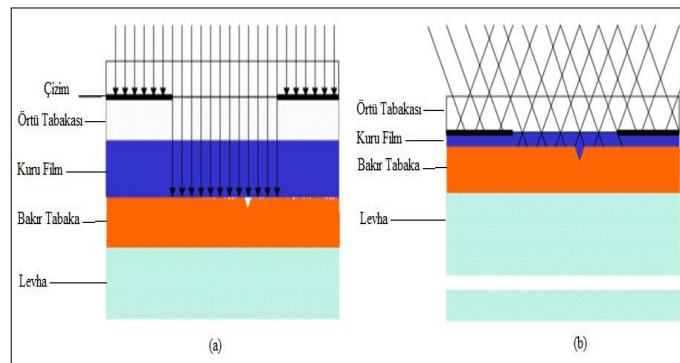 Çizim
Örtü Tabakası
Kuru Film
Bakır Tabaka
Levha
(a)
Örtü Tabakası
Kuru Film
Bakır Tabaka
Levha
(b)